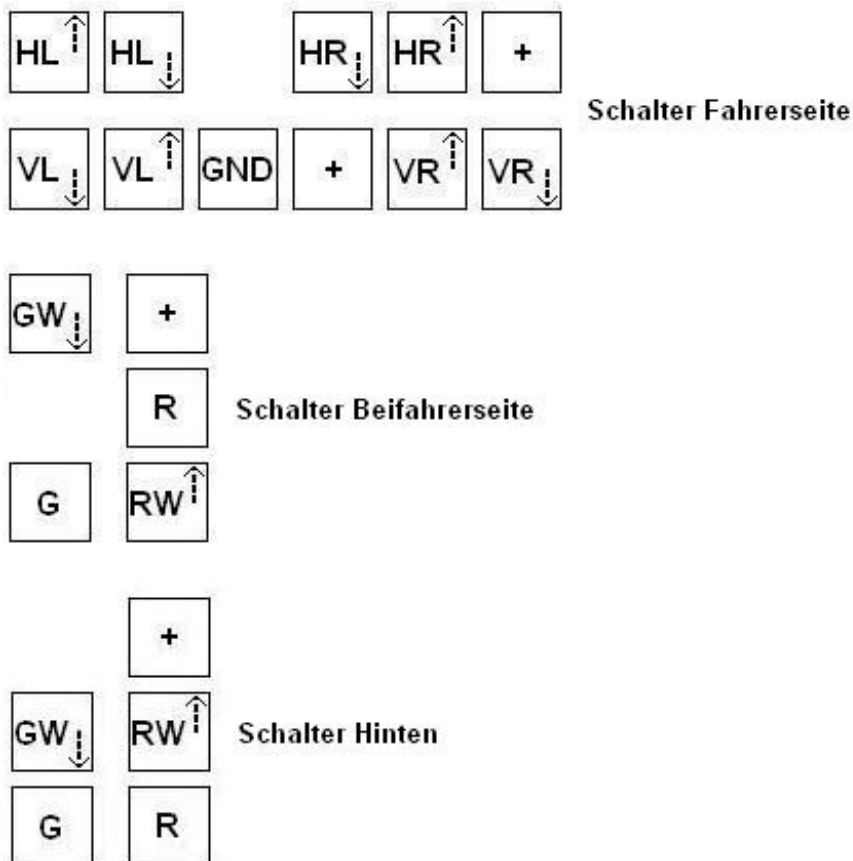 HL HL HR HR +
Schalter Fahrerseite
VL VL GND + VR VR
GW +
R Schalter Beifahrerseite
G RW
+
GW RW Schalter Hinten
G R